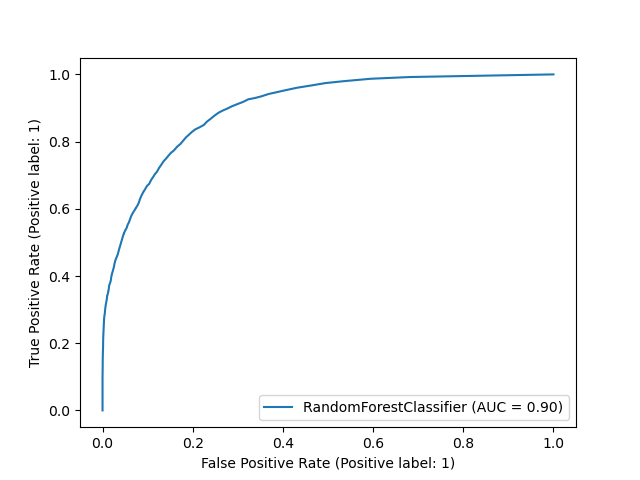 1.0
0.8
0.6
0.4
0.2
0.0
True Positive Rate (Positive label: 1)
RandomForestClassifier (AUC = 0.90)
0.0 0.2 0.4 0.6 0.8 1.0
False Positive Rate (Positive label: 1)